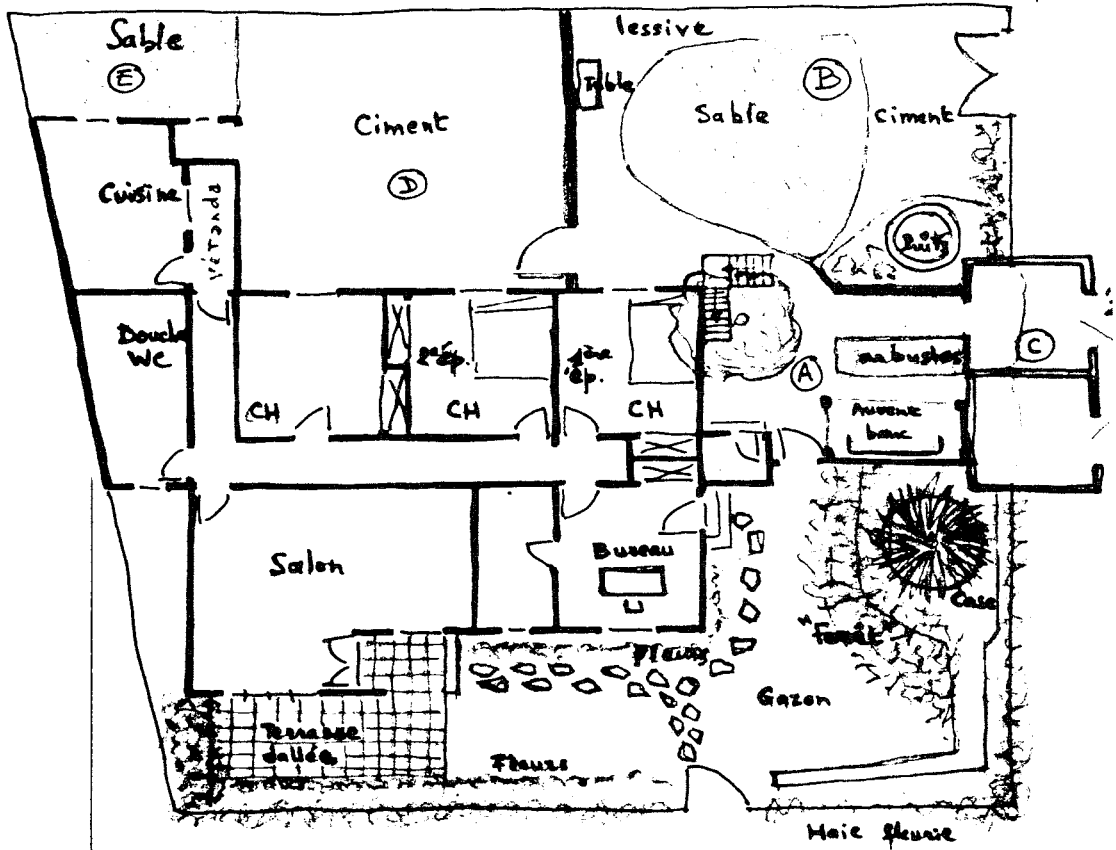 Sable
E
lessive
Table
B
Sable
Ciment
Ciment
D
Cuisine
Véranda
Puits
Douche
WC
2è
ép.
1ère
ép.
CH
CH
CH
A
arbustes
C
Auvent
banc
Salon
Bureau
Case
"Forêt"
Fleurs
Gazon
Terrasse
dallée
Fleurs
Haie fleurie